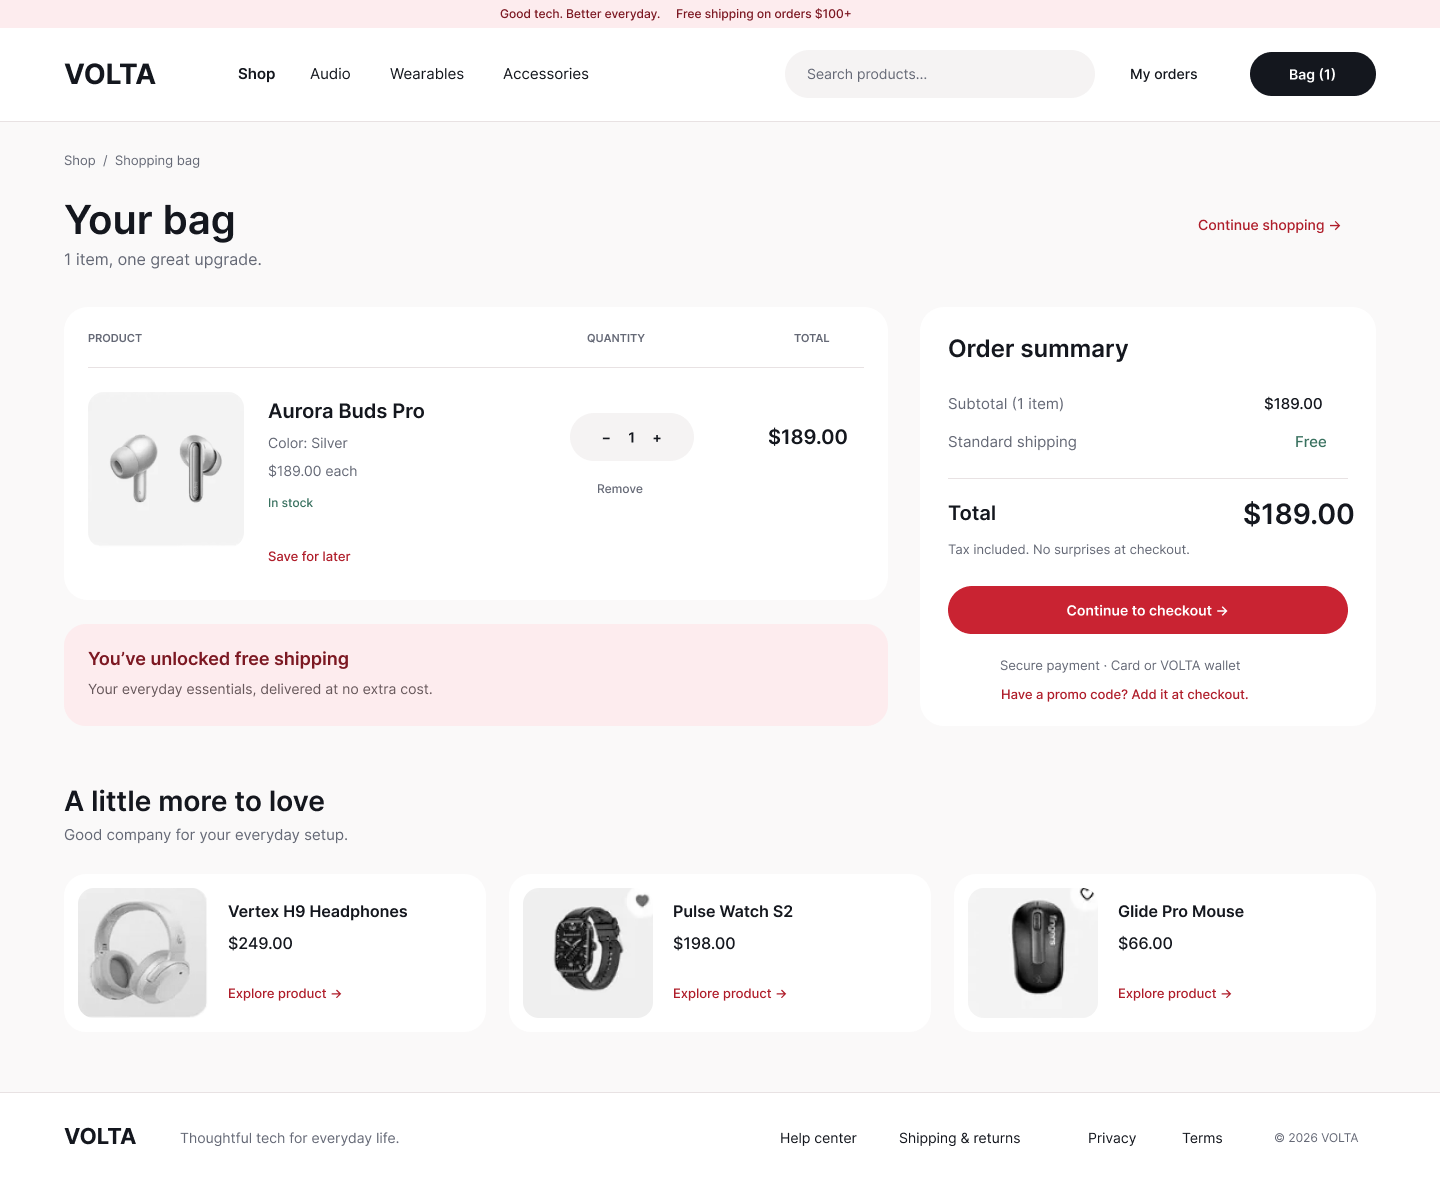 Good tech. Better everyday. Free shipping on orders $100+
VOLTA
Shop
Audio
Wearables
Accessories
Search products...
My orders
Bag (1)
Shop / Shopping bag
Your bag
1 item, one great upgrade.
Continue shopping →
PRODUCT
QUANTITY
TOTAL
Aurora Buds Pro
Color: Silver
$189.00 each
In stock
Save for later
− 1 +
Remove
$189.00
Order summary
Subtotal (1 item) $189.00
Standard shipping Free
Total $189.00
Tax included. No surprises at checkout.
Continue to checkout →
Secure payment · Card or VOLTA wallet
Have a promo code? Add it at checkout.
You’ve unlocked free shipping
Your everyday essentials, delivered at no extra cost.
A little more to love
Good company for your everyday setup.
Vertex H9 Headphones
$249.00
Explore product →
Pulse Watch S2
$198.00
Explore product →
fingers
Glide Pro Mouse
$66.00
Explore product →
VOLTA
Thoughtful tech for everyday life.
Help center
Shipping & returns
Privacy
Terms
© 2026 VOLTA